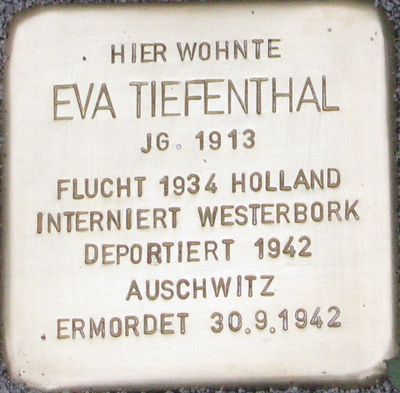 HIER WOHNTE
EVA TIEFENTHAL
JG. 1913
FLUCHT 1934 HOLLAND
INTERNIERT WESTERBORK
DEPORTIERT 1942
AUSCHWITZ
ERMORDET 30.9.1942